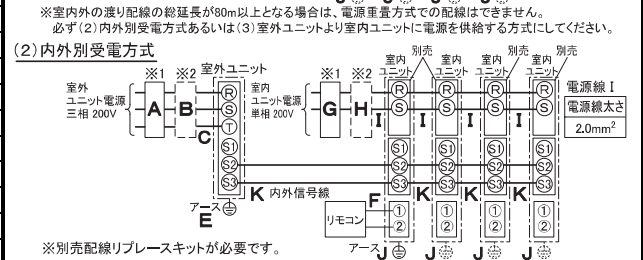 ※室内外の渡り配線の総延長が80m以上となる場合は、電源重畳方式での配線はできません。
必ず(2)内外別受電方式あるいは(3)室外ユニットより室内ユニットに電源を供給する方式にしてください。
(2)内外別受電方式
室外
ユニット電源
三相 200V
※1
※2
A
B
C
室外ユニット
R
S
T
S1
S2
S3
アース
E
室内
ユニット電源
単相 200V
※1
※2
G
H
K 内外信号線
F
リモコン
室内
ユニット
別売
室内
ユニット
室内
ユニット
別売
室内
ユニット
別売
R
R
R
R
S
S
S
S
I
I
I
I
S1
S1
S1
S1
S2
S2
S2
S2
S3
S3
S3
S3
K
K
K
①
①
①
①
②
②
②
②
アース
J
J
J
J
電源線 I
電源線太さ
2.0mm²
※別売配線リプレースキットが必要です。